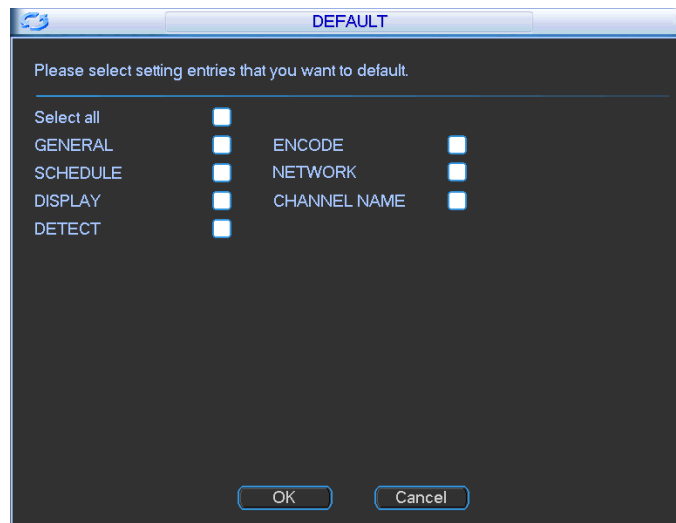 DEFAULT
Please select setting entries that you want to default.
Select all
GENERAL ENCODE
SCHEDULE NETWORK
DISPLAY CHANNEL NAME
DETECT
OK Cancel